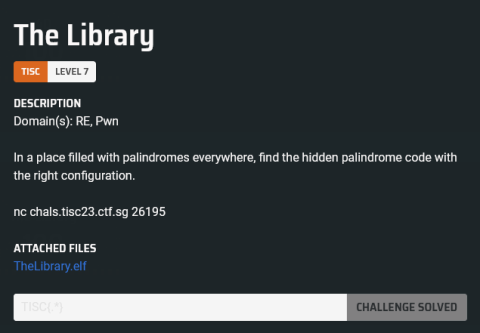 The Library
TISC LEVEL 7
DESCRIPTION
Domain(s): RE, Pwn
In a place filled with palindromes everywhere, find the hidden palindrome code with
the right configuration.
nc chals.tisc23.ctf.sg 26195
ATTACHED FILES
TheLibrary.elf
TISC{.*} CHALLENGE SOLVED